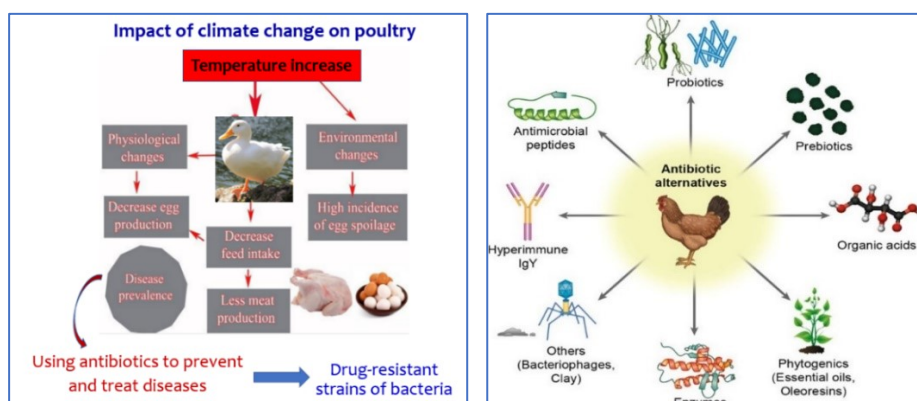 Impact of climate change on poultry
Temperature increase
Physiological
changes
Environmental
changes
Decrease egg
production
High incidence
of egg spoilage
Decrease
feed intake
Disease
prevalence
Less meat
production
Using antibiotics to prevent
and treat diseases
Drug-resistant
strains of bacteria
Probiotics
Antimicrobial
peptides
Prebiotics
Antibiotic
alternatives
Hyperimmune
IgY
Organic acids
Others
(Bacteriophages,
Clay)
Phytogenics
(Essential oils,
Oleoresins)
Enzymes